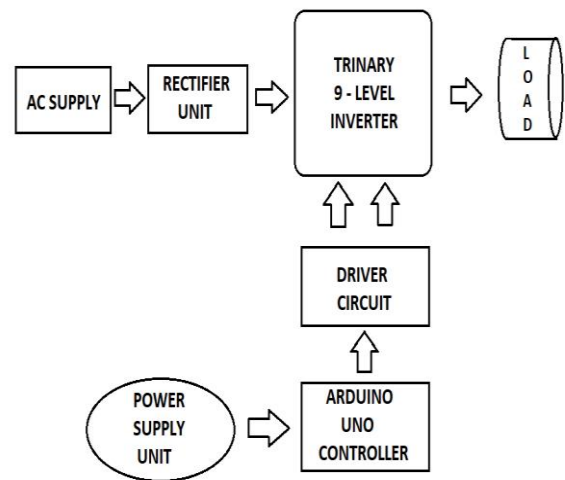 AC SUPPLY
RECTIFIER
UNIT
TRINARY
9 - LEVEL
INVERTER
L
O
A
D
DRIVER
CIRCUIT
POWER
SUPPLY
UNIT
ARDUINO
UNO
CONTROLLER